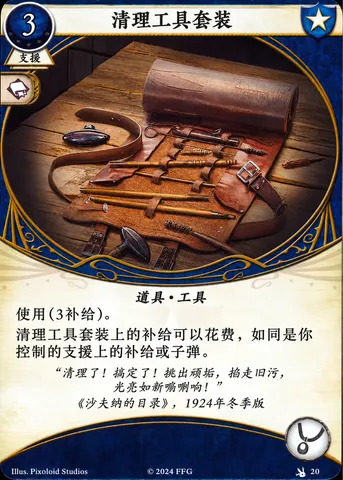 3
清理工具套装
支援
道具·工具
使用(3补给)。
清理工具套装上的补给可以花费，如同是你
控制的支援上的补给或子弹。
“清理了！搞定了！挑出顽垢，掐走旧污，
光亮如新嘣唰响！”
《沙夫纳的目录》，1924年冬季版
Illus. Pixoloid Studios
© 2024 FFG
20